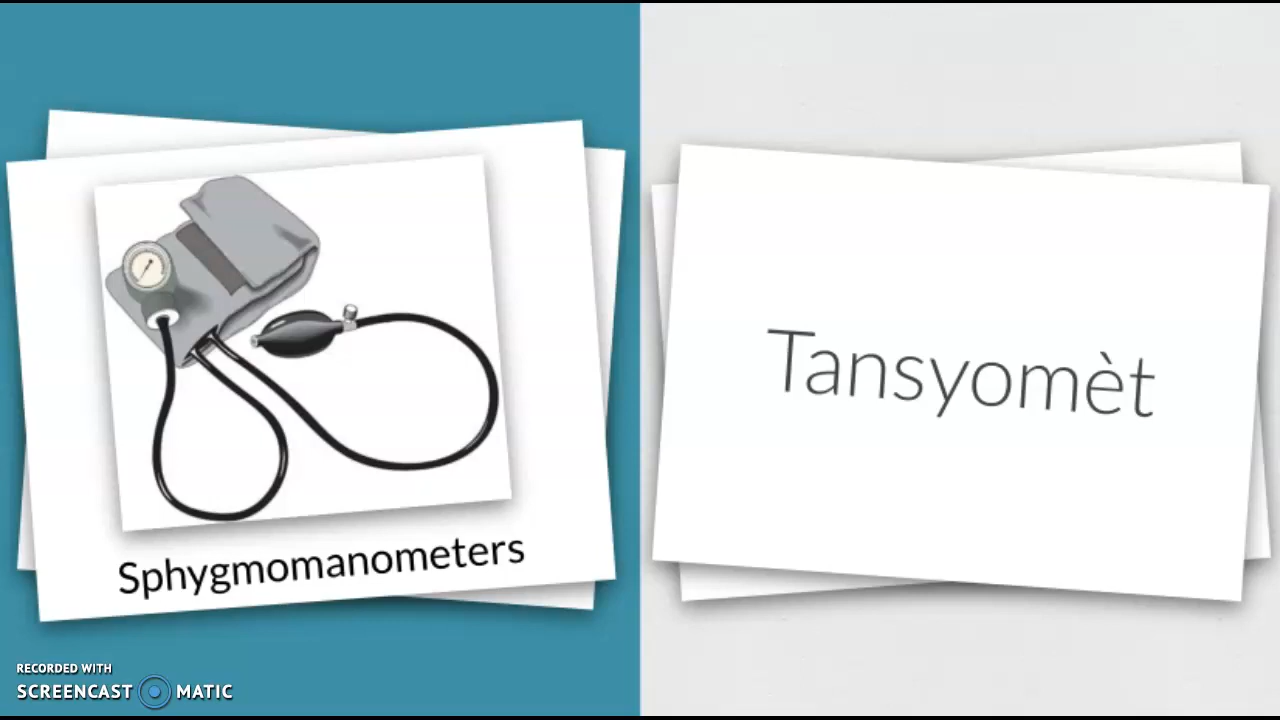 Sphygmomanometers
Tansyomèt
RECORDED WITH
SCREENCAST MATIC